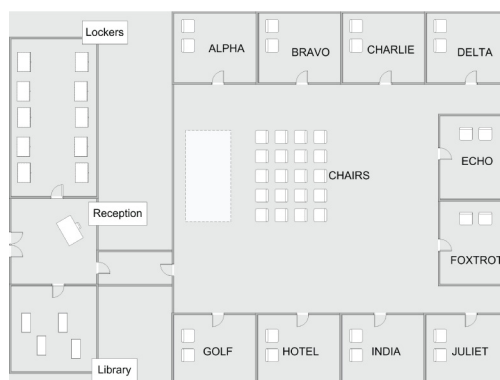 Lockers
ALPHA
BRAVO
CHARLIE
DELTA
ECHO
CHAIRS
Reception
FOXTROT
GOLF
HOTEL
INDIA
JULIET
Library